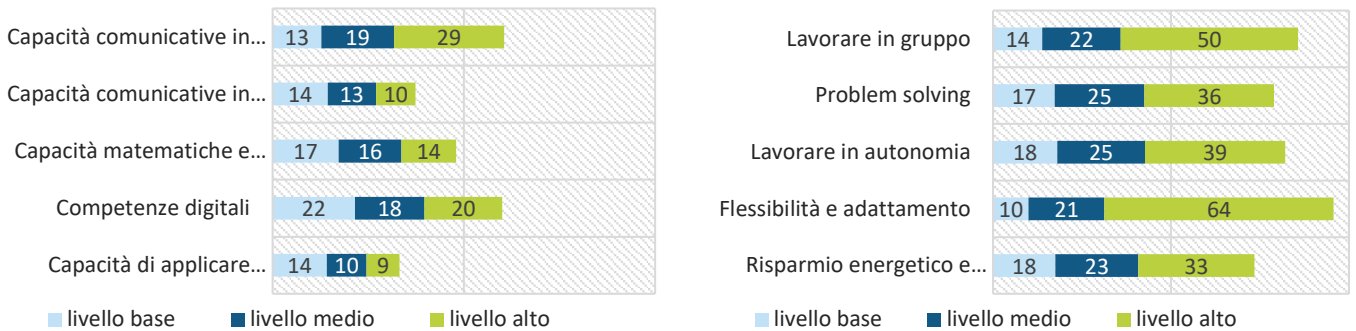 Capacità comunicative in...
13 19 29
Capacità comunicative in...
14 13 10
Capacità matematiche e...
17 16 14
Competenze digitali
22 18 20
Capacità di applicare...
14 10 9
livello base livello medio livello alto
Lavorare in gruppo
14 22 50
Problem solving
17 25 36
Lavorare in autonomia
18 25 39
Flessibilità e adattamento
10 21 64
Risparmio energetico e...
18 23 33
livello base livello medio livello alto